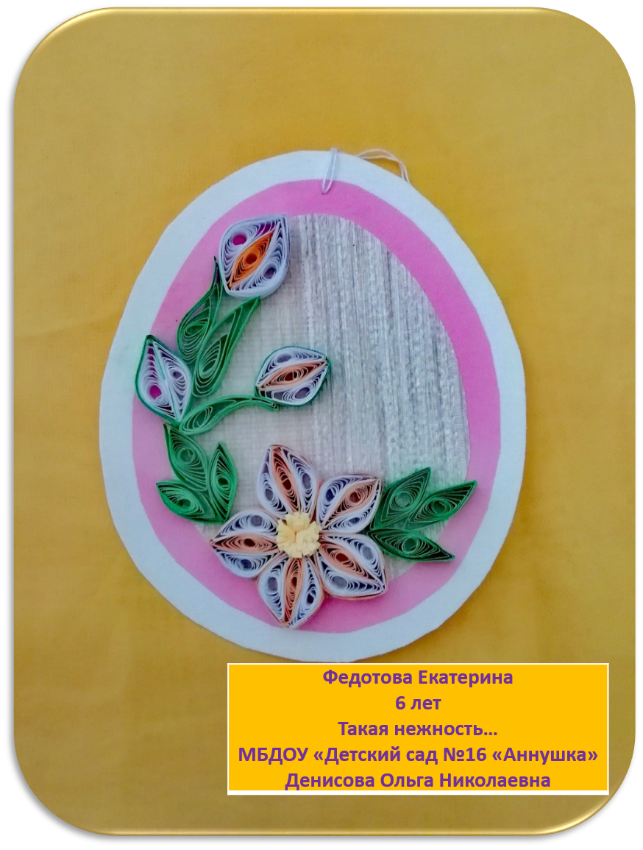 Федотова Екатерина
6 лет
Такая нежность...
МБДОУ «Детский сад №16 «Аннушка»
Денисова Ольга Николаевна